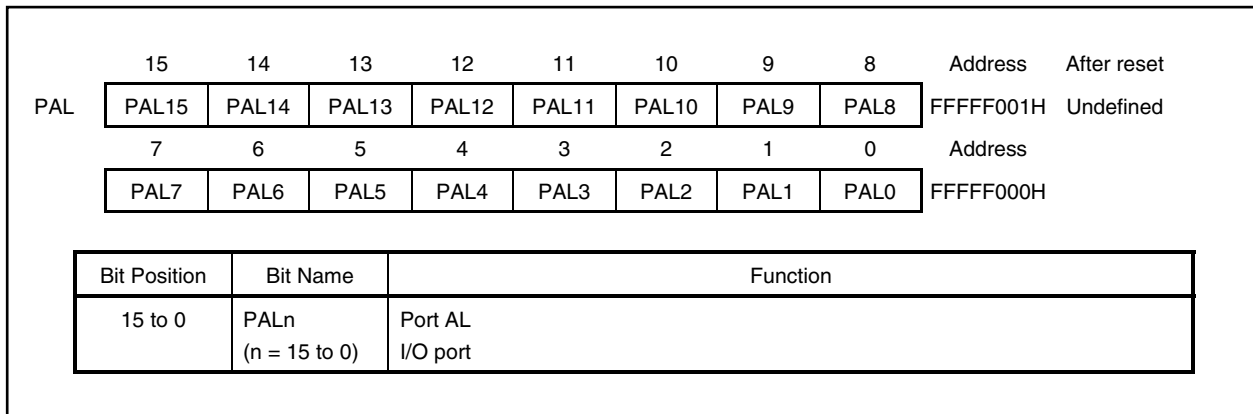 15 14 13 12 11 10 9 8 Address After reset
PAL PAL15 PAL14 PAL13 PAL12 PAL11 PAL10 PAL9 PAL8 FFFFF001H Undefined
7 6 5 4 3 2 1 0 Address
PAL7 PAL6 PAL5 PAL4 PAL3 PAL2 PAL1 PAL0 FFFFF000H
Bit Position Bit Name Function
15 to 0 PALn Port AL
(n = 15 to 0) I/O port